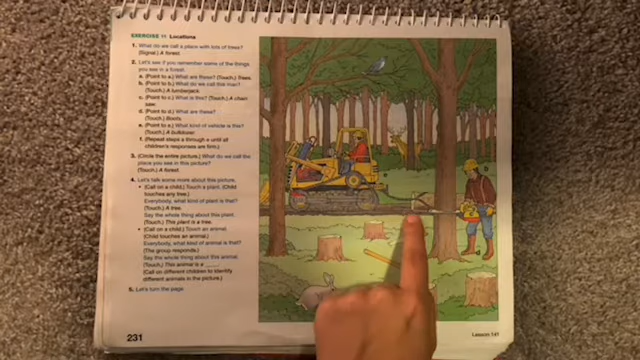 EXERCISE 11 Locations
1. What do we call a place with lots of trees?
(Signal.) A forest.
2. Let's see if you remember some of the things
you see in a forest.
a. (Point to a.) What are these? (Touch.) Trees.
b. (Point to b.) What do we call this man?
(Touch.) A lumberjack.
c. (Point to c.) What is this? (Touch.) A chain
saw.
d. (Point to d.) What are these?
(Touch.) Boots.
e. (Point to e.) What kind of vehicle is this?
(Touch.) A bulldozer.
f. (Repeat steps a through e until all
children's responses are firm.)
3. (Circle the entire picture.) What do we call the
place you see in this picture?
(Touch.) A forest.
4. Let's talk some more about this picture.
• (Call on a child.) Touch a plant. (Child
touches any tree.)
Everybody, what kind of plant is that?
(Touch.) A tree.
Say the whole thing about this plant.
(Touch.) This plant is a tree.
• (Call on a child.) Touch an animal.
(Child touches an animal.)
Everybody, what kind of animal is that?
(The group responds.)
Say the whole thing about this animal.
(Touch.) This animal is a ____.
(Call on different children to identify
different animals in the picture.)
5. Let's turn the page.
231
Lesson 141